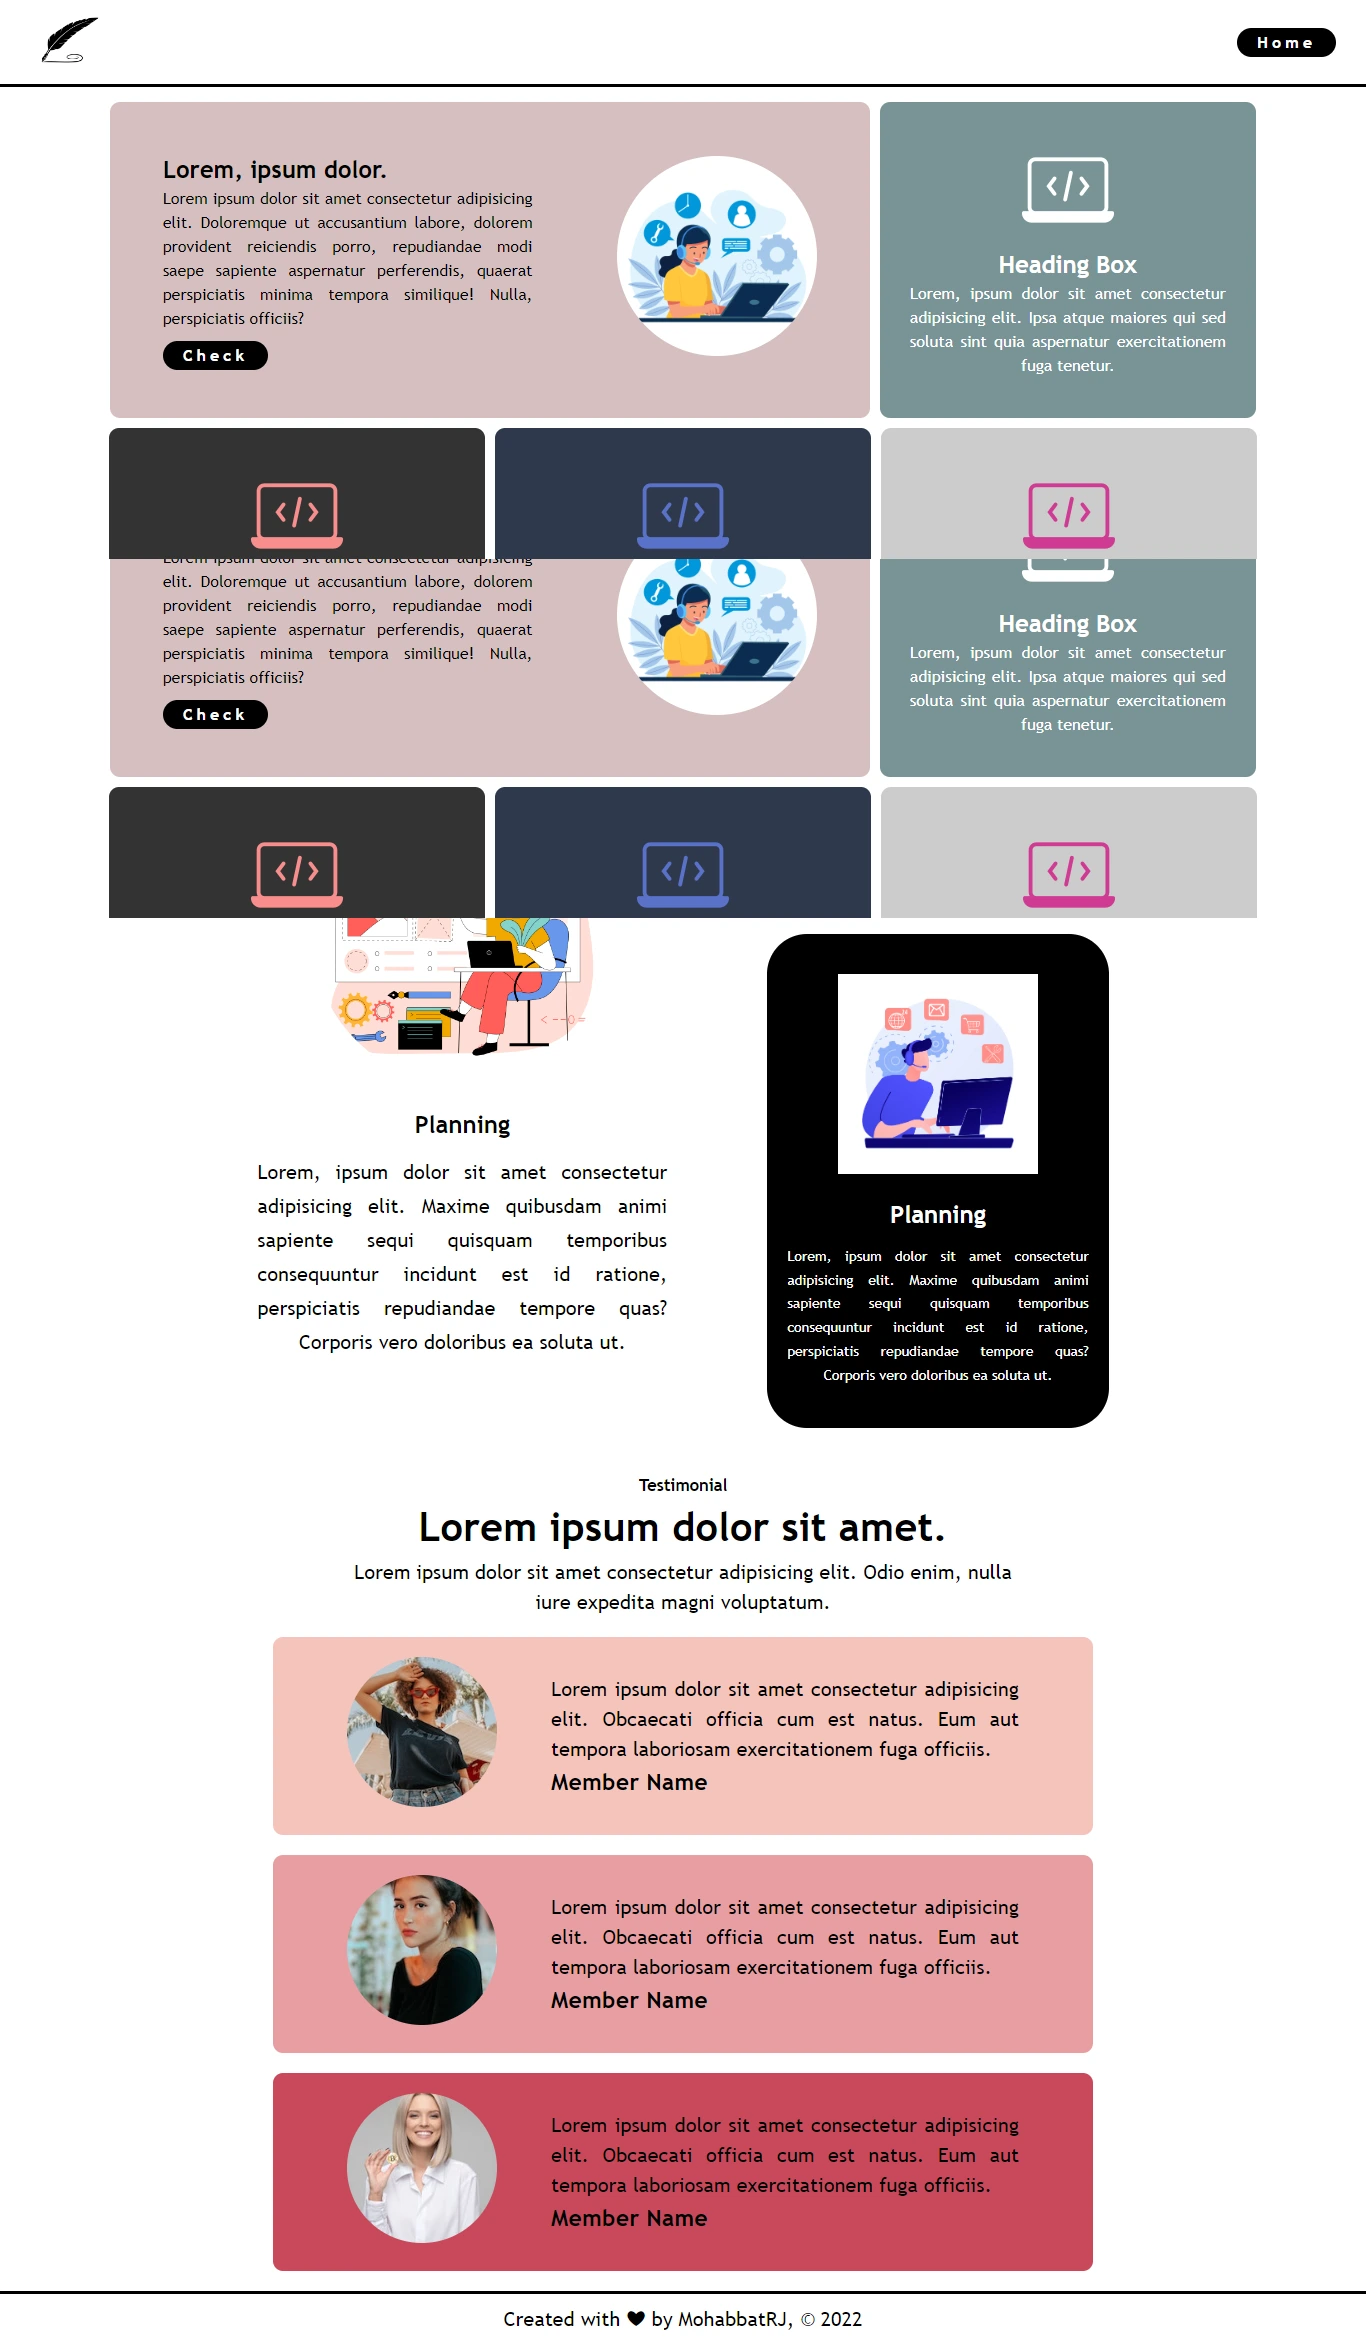 Home
Lorem, ipsum dolor.
Lorem ipsum dolor sit amet consectetur adipisicing
elit. Doloremque ut accusantium labore, dolorem
provident reiciendis porro, repudiandae modi
saepe sapiente aspernatur perferendis, quaerat
perspiciatis minima tempora similique! Nulla,
perspiciatis officiis?
Check
Heading Box
Lorem, ipsum dolor sit amet consectetur
adipisicing elit. Ipsa atque maiores qui sed
soluta sint quia aspernatur exercitationem
fuga tenetur.
Lorem ipsum dolor sit amet consectetur adipisicing
elit. Doloremque ut accusantium labore, dolorem
provident reiciendis porro, repudiandae modi
saepe sapiente aspernatur perferendis, quaerat
perspiciatis minima tempora similique! Nulla,
perspiciatis officiis?
Check
Heading Box
Lorem, ipsum dolor sit amet consectetur
adipisicing elit. Ipsa atque maiores qui sed
soluta sint quia aspernatur exercitationem
fuga tenetur.
Planning
Lorem, ipsum dolor sit amet consectetur
adipisicing elit. Maxime quibusdam animi
sapiente sequi quisquam temporibus
consequuntur incidunt est id ratione,
perspiciatis repudiandae tempore quas?
Corporis vero doloribus ea soluta ut.
Planning
Lorem, ipsum dolor sit amet consectetur
adipisicing elit. Maxime quibusdam animi
sapiente sequi quisquam temporibus
consequuntur incidunt est id ratione,
perspiciatis repudiandae tempore quas?
Corporis vero doloribus ea soluta ut.
Testimonial
Lorem ipsum dolor sit amet.
Lorem ipsum dolor sit amet consectetur adipisicing elit. Odio enim, nulla
iure expedita magni voluptatum.
Lorem ipsum dolor sit amet consectetur adipisicing
elit. Obcaecati officia cum est natus. Eum aut
tempora laboriosam exercitationem fuga officiis.
Member Name
Lorem ipsum dolor sit amet consectetur adipisicing
elit. Obcaecati officia cum est natus. Eum aut
tempora laboriosam exercitationem fuga officiis.
Member Name
Lorem ipsum dolor sit amet consectetur adipisicing
elit. Obcaecati officia cum est natus. Eum aut
tempora laboriosam exercitationem fuga officiis.
Member Name
Created with ♥ by MohabbatRJ, © 2022